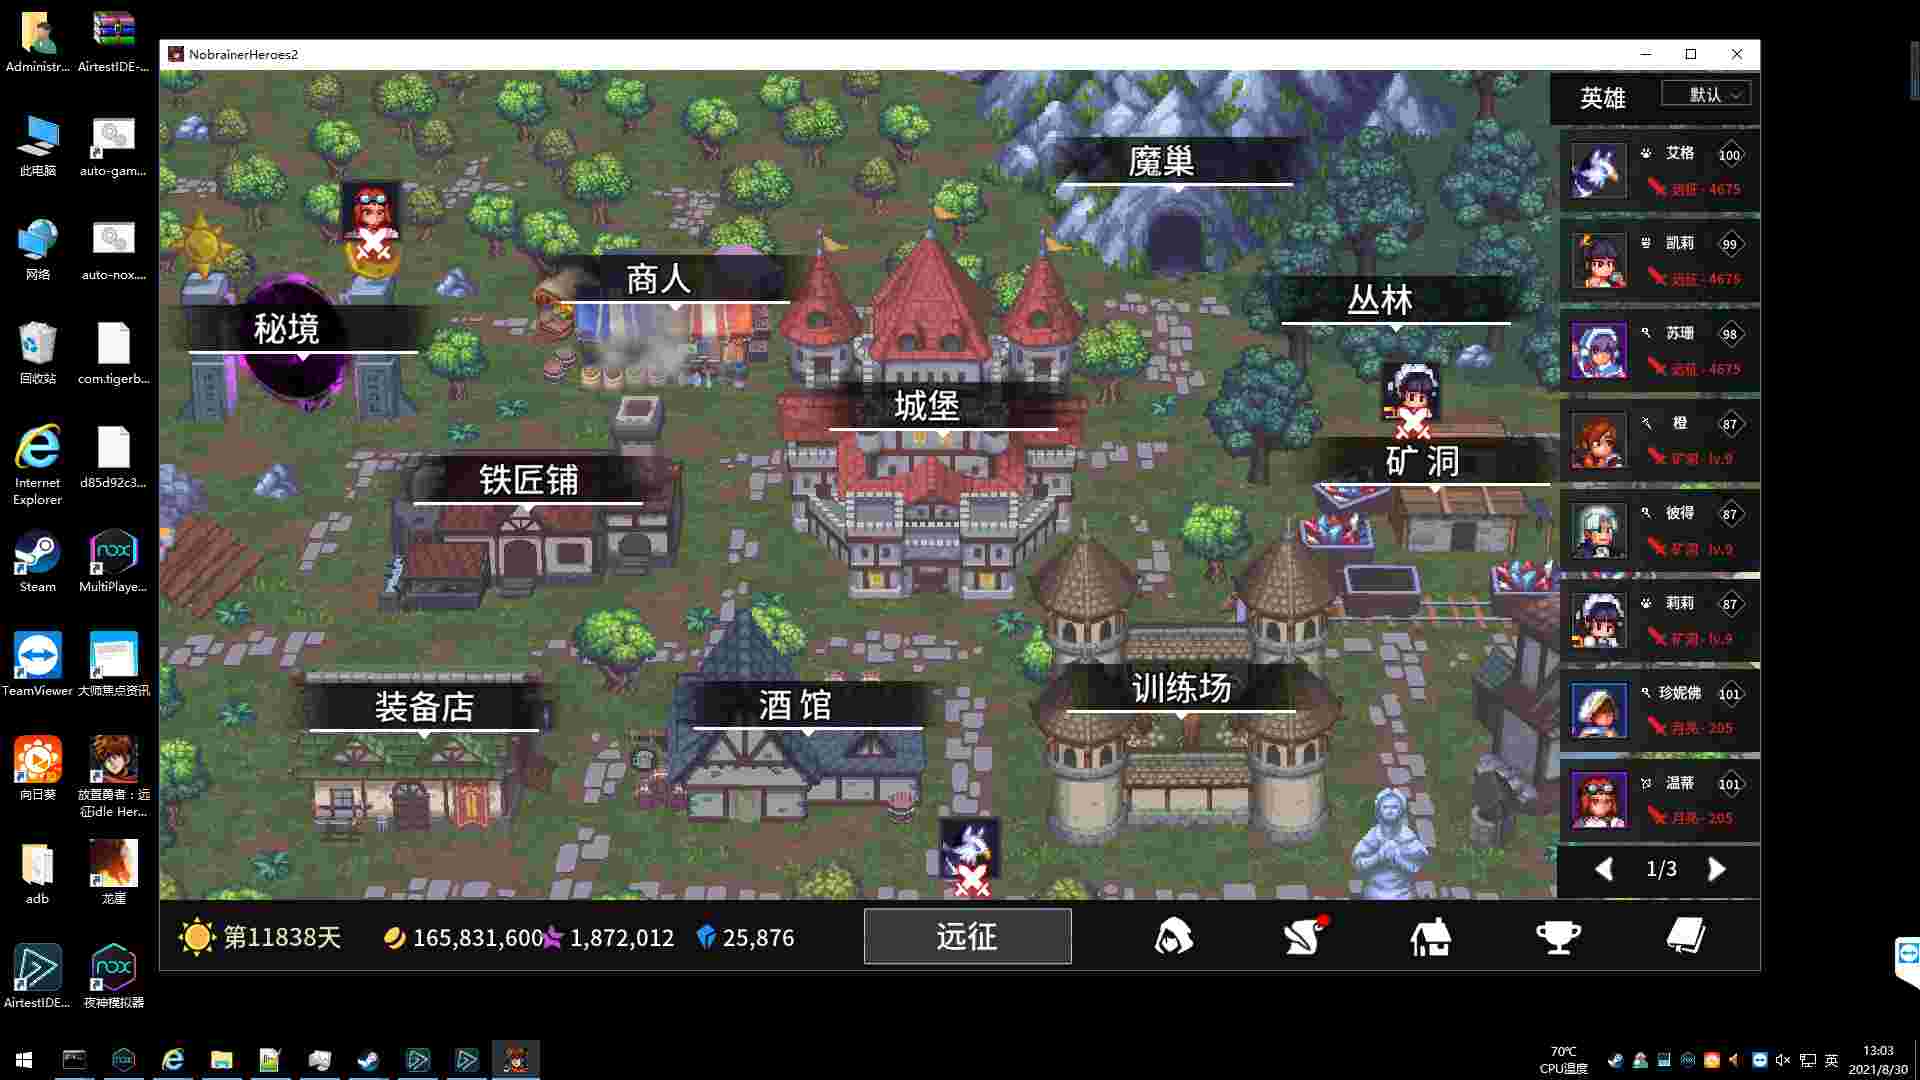 Administr...
AirtestIDE-...
此电脑
auto-gam...
网络
auto-nox....
回收站
com.tigerb...
Internet
Explorer
d85d92c3...
Steam
MultiPlaye...
TeamViewer
大师焦点资讯
向日葵
放置勇者：远
征idle Her...
adb
龙崖
AirtestIDE...
夜神模拟器
NobrainerHeroes2
英雄
默认
魔巢
商人
丛林
秘境
城堡
矿洞
铁匠铺
装备店
酒馆
训练场
艾格
100
远征 - 4675
凯莉
99
远征 - 4675
苏珊
98
远征 - 4675
橙
87
矿洞 - lv.9
彼得
87
矿洞 - lv.9
莉莉
87
矿洞 - lv.9
珍妮佛
101
月亮 - 205
温蒂
101
月亮 - 205
1/3
第11838天
165,831,600
1,872,012
25,876
远征
70℃
CPU温度
英
13:03
2021/8/30